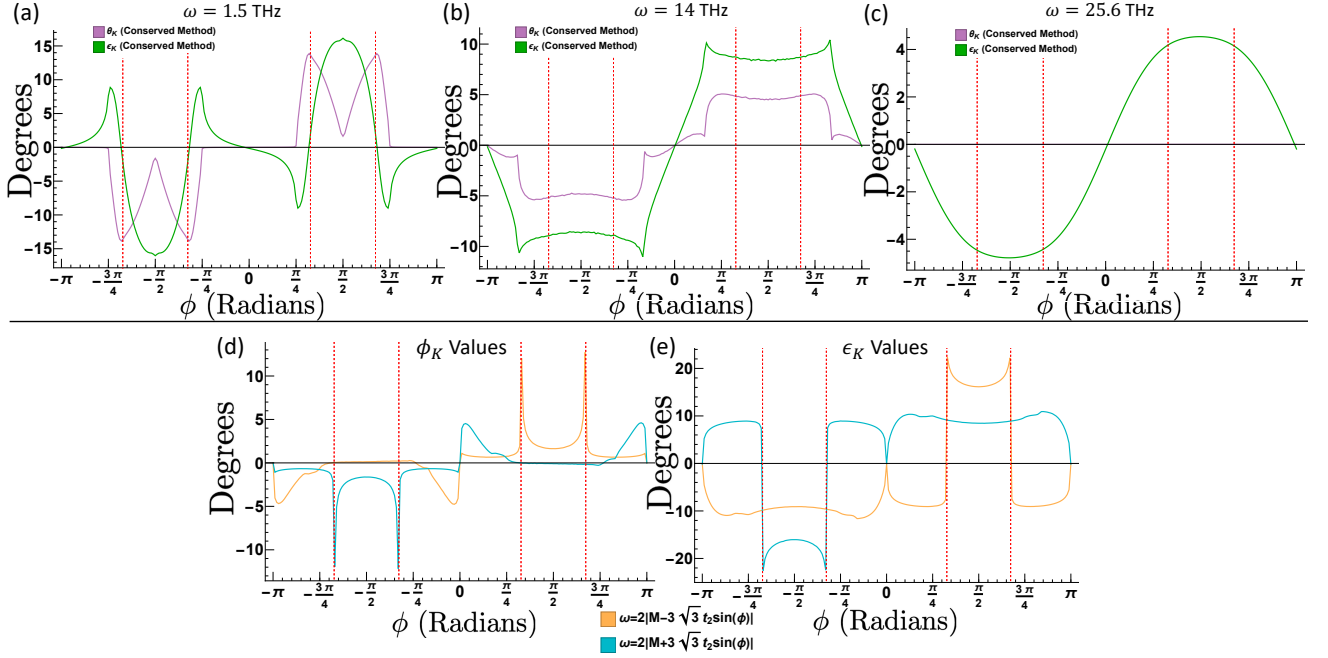 (a) ω = 1.5 THz
θK (Conserved Method)
ϵK (Conserved Method)
Degrees
15
10
5
0
−5
−10
−15
−π −3π/4 −π/2 −π/4 0 π/4 π/2 3π/4 π
ϕ (Radians)
(b) ω = 14 THz
θK (Conserved Method)
ϵK (Conserved Method)
Degrees
10
5
0
−5
−10
−π −3π/4 −π/2 −π/4 0 π/4 π/2 3π/4 π
ϕ (Radians)
(c) ω = 25.6 THz
θK (Conserved Method)
ϵK (Conserved Method)
Degrees
4
2
0
−2
−4
−π −3π/4 −π/2 −π/4 0 π/4 π/2 3π/4 π
ϕ (Radians)
(d) ϕK Values
Degrees
10
5
0
−5
−10
−π −3π/4 −π/2 −π/4 0 π/4 π/2 3π/4 π
ϕ (Radians)
(e) ϵK Values
Degrees
20
10
0
−10
−20
−π −3π/4 −π/2 −π/4 0 π/4 π/2 3π/4 π
ϕ (Radians)
ω=2|M−3 √3 t2sin(ϕ)|
ω=2|M+3 √3 t2sin(ϕ)|